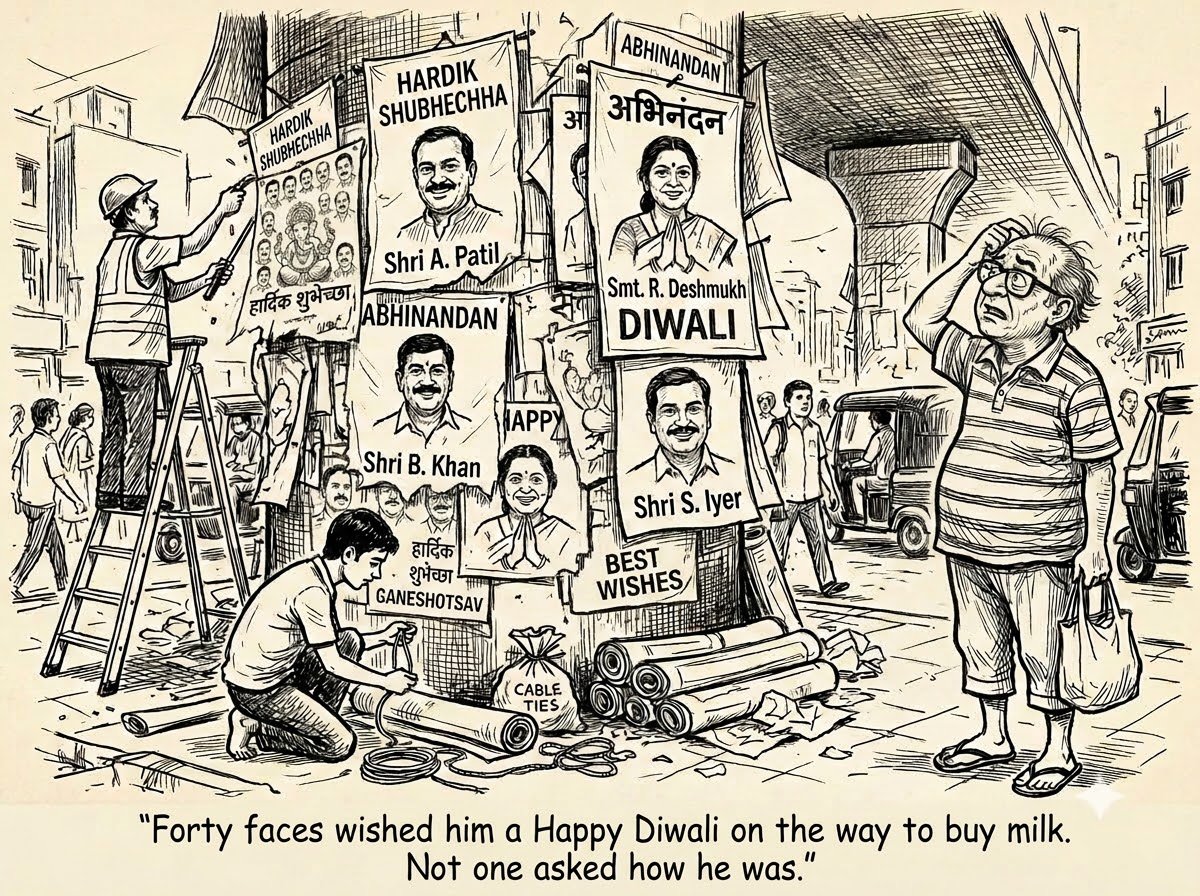 HARDIK
SHUBHECHHA
हार्दिक शुभेच्छा
HARDIK
SHUBHECHHA
Shri A. Patil
ABHINANDAN
अभिनंदन
Smt. R. Deshmukh
DIWALI
ABHINANDAN
Shri B. Khan
HAPPY
Shri S. Iyer
हार्दिक
शुभेच्छा
GANESHOTSAV
BEST
WISHES
CABLE
TIES
"Forty faces wished him a Happy Diwali on the way to buy milk.
Not one asked how he was."